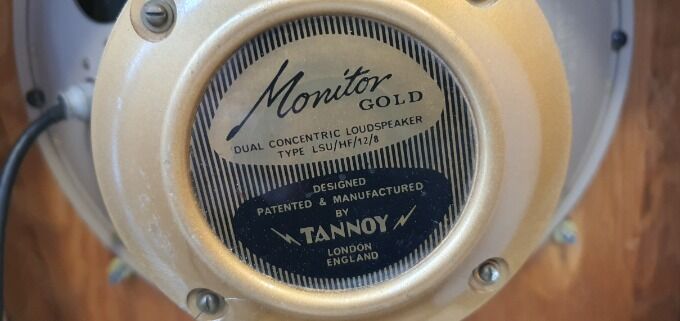 Monitor
GOLD
DUAL CONCENTRIC LOUDSPEAKER
TYPE LSU/HF/12/8
DESIGNED
PATENTED & MANUFACTURED
BY
TANNOY
LONDON
ENGLAND